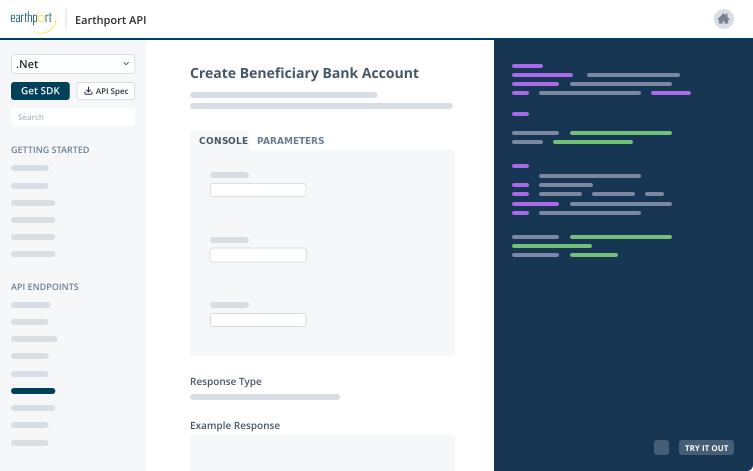 earthport
Earthport API
.Net
Get SDK
API Spec
Search
GETTING STARTED
API ENDPOINTS
Create Beneficiary Bank Account
CONSOLE PARAMETERS
Response Type
Example Response
TRY IT OUT